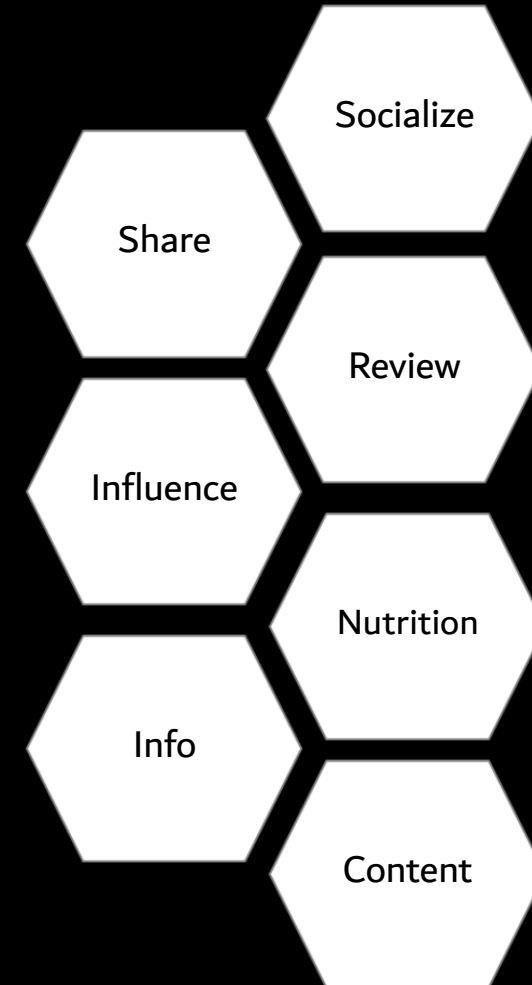 Socialize
Share
Review
Influence
Nutrition
Info
Content